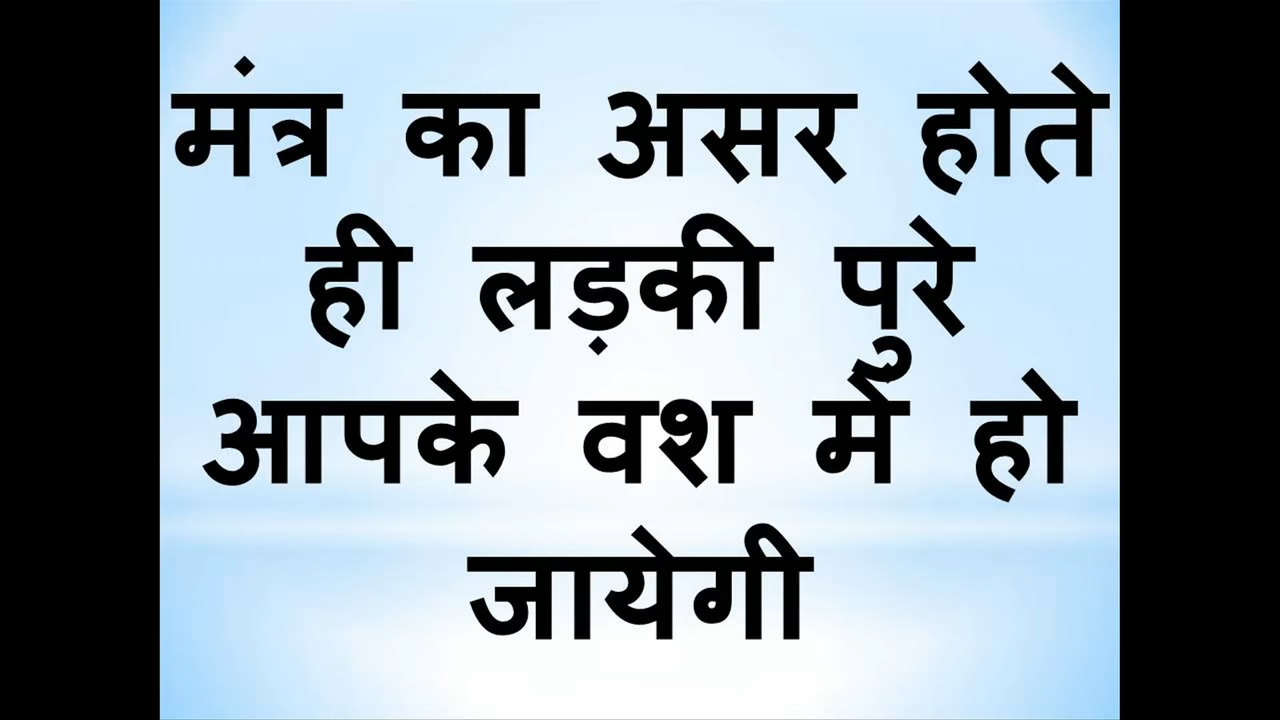 मंत्र का असर होते
ही लड़की पुरे
आपके वश मे हो
जायेगी